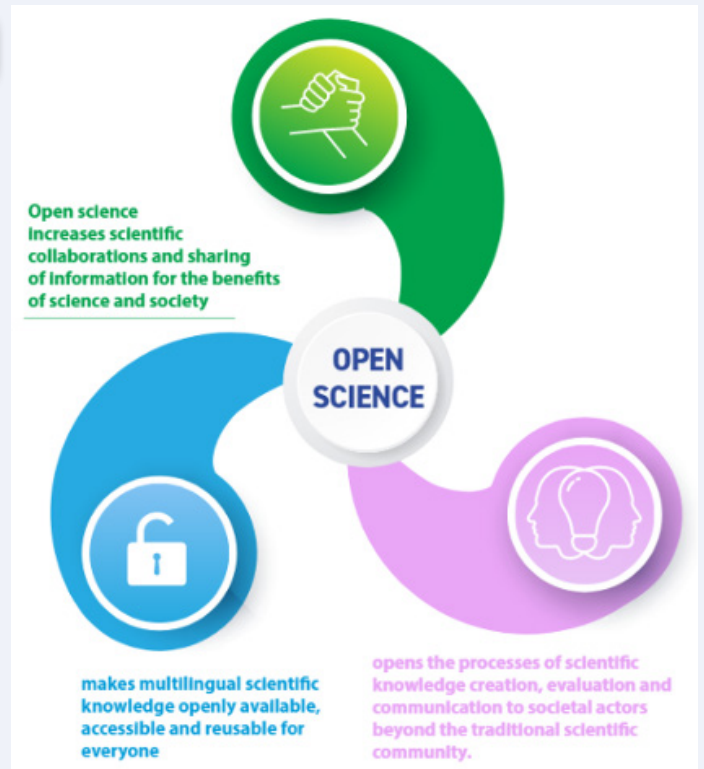 Open science
increases scientific
collaborations and sharing
of information for the benefits
of science and society
OPEN
SCIENCE
makes multilingual scientific
knowledge openly available,
accessible and reusable for
everyone
opens the processes of scientific
knowledge creation, evaluation and
communication to societal actors
beyond the traditional scientific
community.